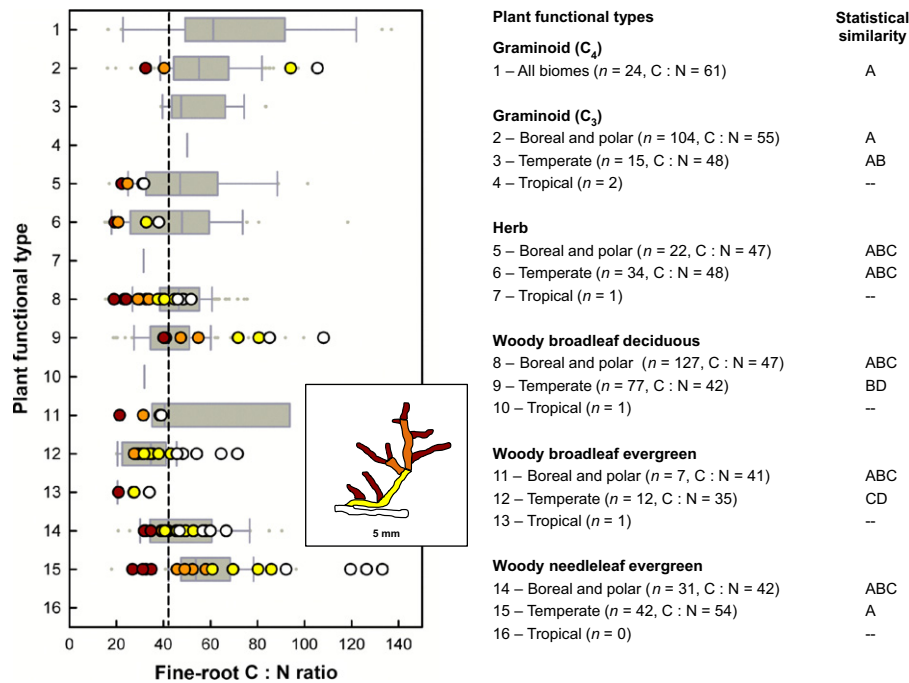 Plant functional type
1
2
3
4
5
6
7
8
9
10
11
12
13
14
15
16
0 20 40 60 80 100 120 140
Fine-root C : N ratio
5 mm
Plant functional types Statistical
similarity
Graminoid (C₄)
1 – All biomes (n = 24, C : N = 61) A
Graminoid (C₃)
2 – Boreal and polar (n = 104, C : N = 55) A
3 – Temperate (n = 15, C : N = 48) AB
4 – Tropical (n = 2) --
Herb
5 – Boreal and polar (n = 22, C : N = 47) ABC
6 – Temperate (n = 34, C : N = 48) ABC
7 – Tropical (n = 1) --
Woody broadleaf deciduous
8 – Boreal and polar (n = 127, C : N = 47) ABC
9 – Temperate (n = 77, C : N = 42) BD
10 – Tropical (n = 1) --
Woody broadleaf evergreen
11 – Boreal and polar (n = 7, C : N = 41) ABC
12 – Temperate (n = 12, C : N = 35) CD
13 – Tropical (n = 1) --
Woody needleleaf evergreen
14 – Boreal and polar (n = 31, C : N = 42) ABC
15 – Temperate (n = 42, C : N = 54) A
16 – Tropical (n = 0) --